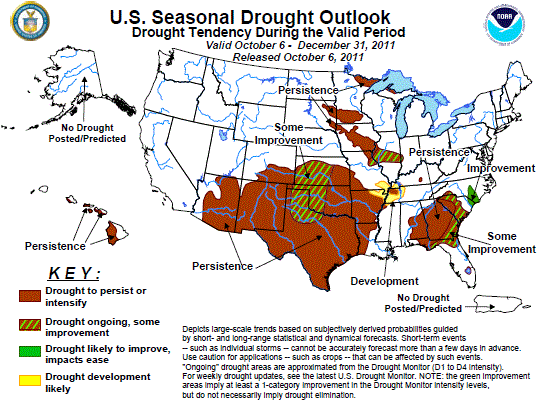 U.S. Seasonal Drought Outlook
Drought Tendency During the Valid Period
Valid October 6 - December 31, 2011
Released October 6, 2011
NOAA
Persistence
No Drought
Posted/Predicted
Some
Improvement
Persistence
Improvement
Persistence
Persistence
Some
Improvement
Development
No Drought
Posted/Predicted
KEY:
Drought to persist or
intensify
Drought ongoing, some
improvement
Drought likely to improve,
impacts ease
Drought development
likely
Depicts large-scale trends based on subjectively derived probabilities guided
by short- and long-range statistical and dynamical forecasts. Short-term events
-- such as individual storms -- cannot be accurately forecast more than a few days in advance.
Use caution for applications -- such as crops -- that can be affected by such events.
"Ongoing" drought areas are approximated from the Drought Monitor (D1 to D4 intensity).
For weekly drought updates, see the latest U.S. Drought Monitor. NOTE: the green improvement
areas imply at least a 1-category improvement in the Drought Monitor intensity levels,
but do not necessarily imply drought elimination.